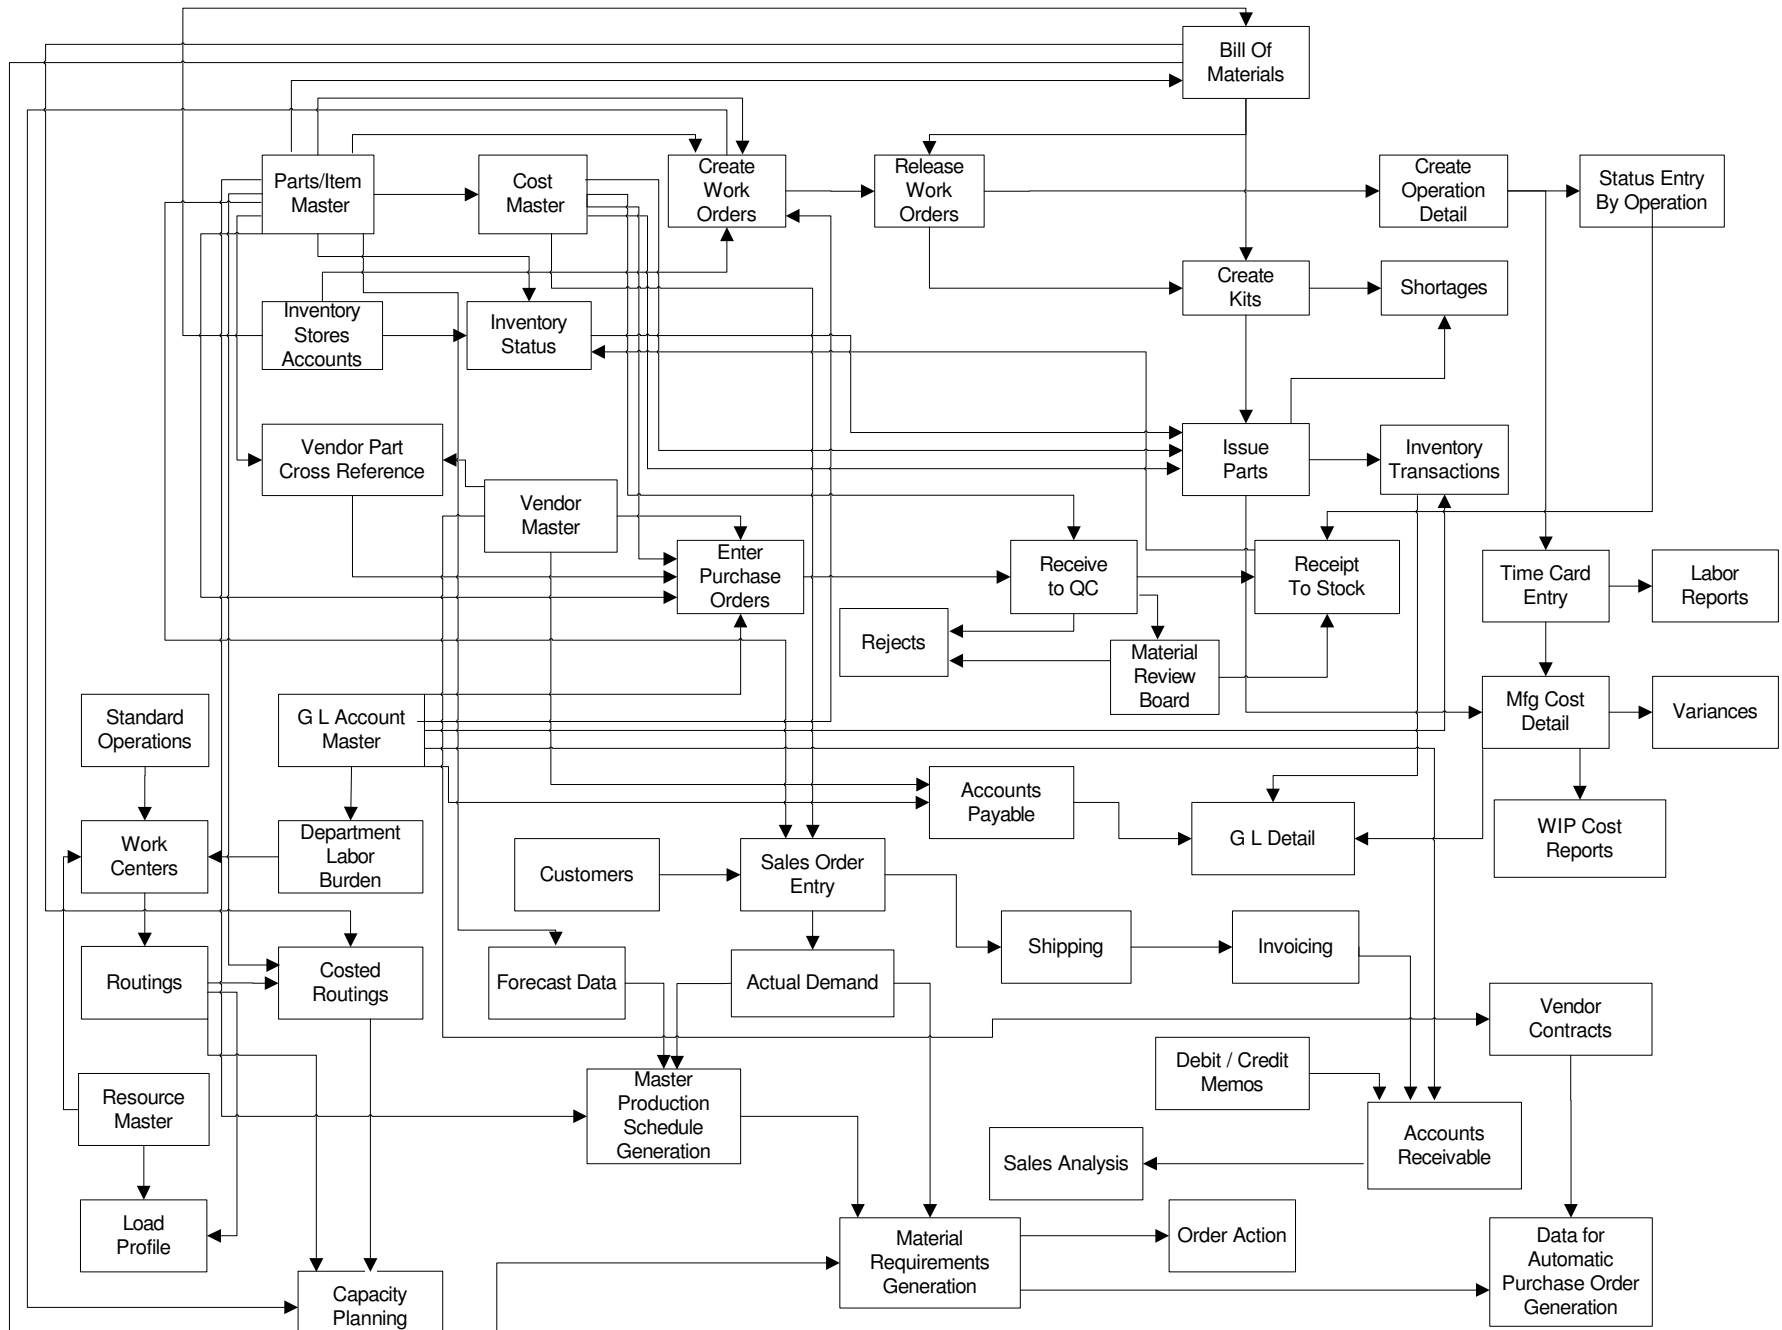 Bill Of
Materials
Parts/Item
Master
Cost
Master
Create
Work
Orders
Release
Work
Orders
Create
Operation
Detail
Status Entry
By Operation
Create
Kits
Shortages
Inventory
Stores
Accounts
Inventory
Status
Vendor Part
Cross Reference
Issue
Parts
Inventory
Transactions
Vendor
Master
Enter
Purchase
Orders
Receive
to QC
Receipt
To Stock
Time Card
Entry
Labor
Reports
Rejects
Material
Review
Board
Standard
Operations
G L Account
Master
Mfg Cost
Detail
Variances
Accounts
Payable
G L Detail
WIP Cost
Reports
Work
Centers
Department
Labor
Burden
Customers
Sales Order
Entry
Shipping
Invoicing
Routings
Costed
Routings
Forecast Data
Actual Demand
Vendor
Contracts
Debit / Credit
Memos
Resource
Master
Master
Production
Schedule
Generation
Sales Analysis
Accounts
Receivable
Load
Profile
Material
Requirements
Generation
Order Action
Data for
Automatic
Purchase Order
Generation
Capacity
Planning